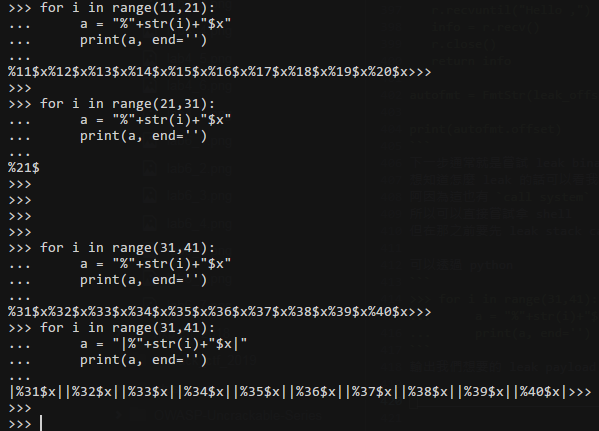 >>> for i in range(11,21):
...     a = "%"+str(i)+"$x"
...     print(a, end='')
...
%11$x%12$x%13$x%14$x%15$x%16$x%17$x%18$x%19$x%20$x>>>
>>>
>>> for i in range(21,31):
...     a = "%"+str(i)+"$x"
...     print(a, end='')
...
%21$
>>>
>>>
>>>
>>> for i in range(31,41):
...     a = "%"+str(i)+"$x"
...     print(a, end='')
...
%31$x%32$x%33$x%34$x%35$x%36$x%37$x%38$x%39$x%40$x>>>
>>> for i in range(31,41):
...     a = "|%"+str(i)+"$x|"
...     print(a, end='')
...
|%31$x||%32$x||%33$x||%34$x||%35$x||%36$x||%37$x||%38$x||%39$x||%40$x|>>>
>>>
>>>